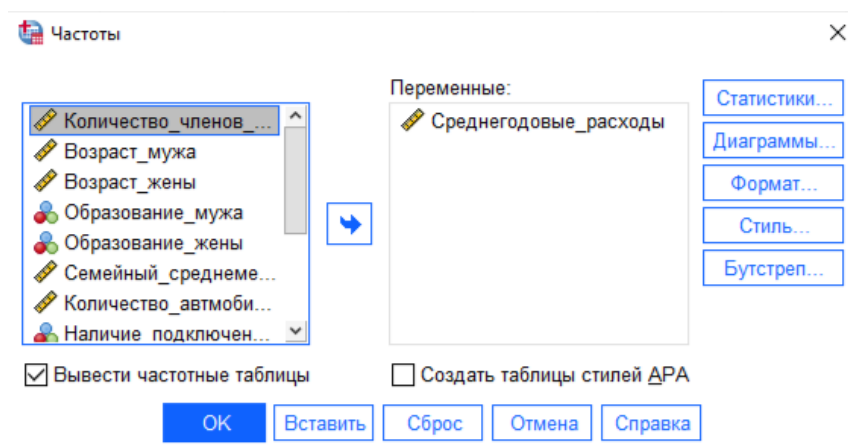 Частоты
Переменные:
Количество_членов_...
Возраст_мужа
Возраст_жены
Образование_мужа
Образование_жены
Семейный_среднеме...
Количество_автмоби...
Наличие_подключен...
Среднегодовые_расходы
Статистики...
Диаграммы...
Формат...
Стиль...
Бутстреп...
Вывести частотные таблицы
Создать таблицы стилей APA
OK Вставить Сброс Отмена Справка